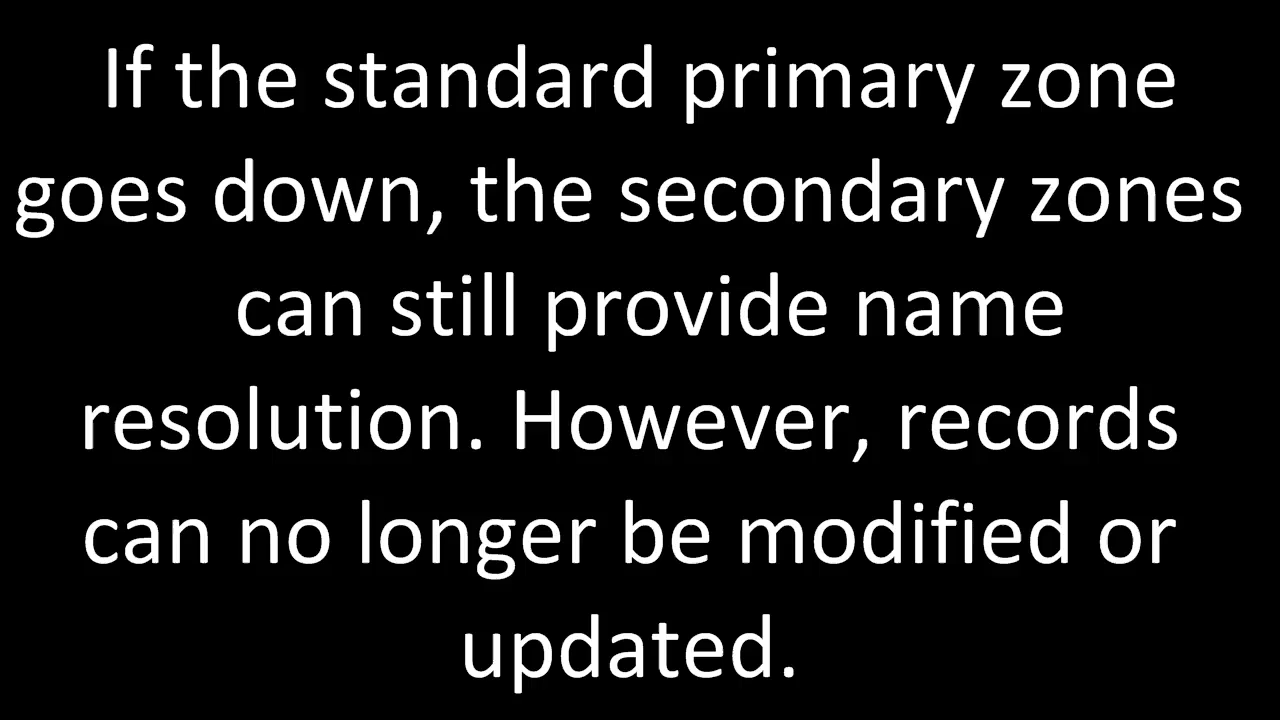 If the standard primary zone
goes down, the secondary zones
can still provide name
resolution. However, records
can no longer be modified or
updated.